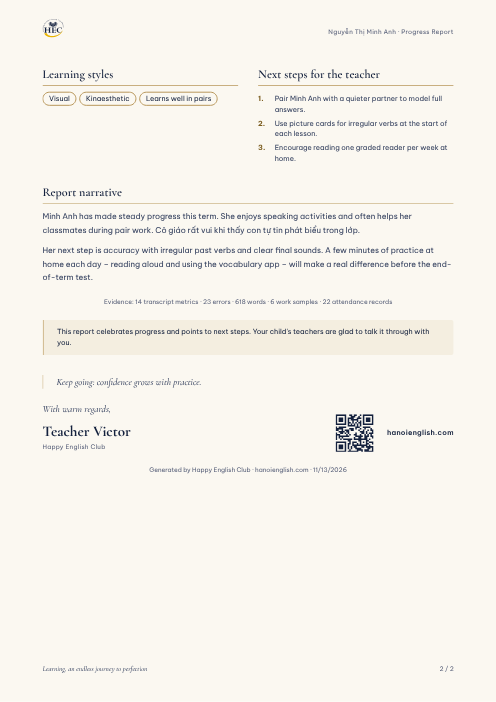 HEC
Nguyễn Thị Minh Anh · Progress Report
Learning styles
Visual
Kinaesthetic
Learns well in pairs
Next steps for the teacher
1. Pair Minh Anh with a quieter partner to model full
answers.
2. Use picture cards for irregular verbs at the start of
each lesson.
3. Encourage reading one graded reader per week at
home.
Report narrative
Minh Anh has made steady progress this term. She enjoys speaking activities and often helps her
classmates during pair work. Cô giáo rất vui khi thấy con tự tin phát biểu trong lớp.
Her next step is accuracy with irregular past verbs and clear final sounds. A few minutes of practice at
home each day – reading aloud and using the vocabulary app – will make a real difference before the end-
of-term test.
Evidence: 14 transcript metrics · 23 errors · 618 words · 6 work samples · 22 attendance records
This report celebrates progress and points to next steps. Your child's teachers are glad to talk it through with
you.
Keep going: confidence grows with practice.
With warm regards,
Teacher Victor
Happy English Club
hanoienglish.com
Generated by Happy English Club · hanoienglish.com · 11/13/2026
Learning, an endless journey to perfection
2 / 2